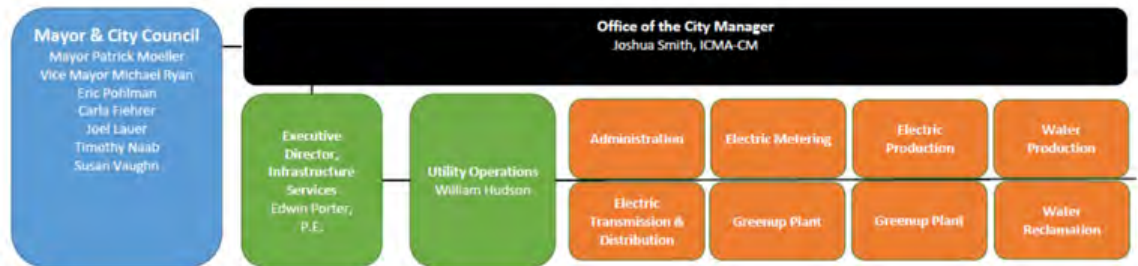 Mayor & City Council
Mayor Patrick Moeller
Vice Mayor Michael Ryan
Eric Pohlman
Carla Fiehrer
Joel Lauer
Timothy Naab
Susan Vaughn
Office of the City Manager
Joshua Smith, ICMA-CM
Executive
Director,
Infrastructure
Services
Edwin Porter,
P.E.
Utility Operations
William Hudson
Administration
Electric Metering
Electric
Production
Water
Production
Electric
Transmission &
Distribution
Greenup Plant
Greenup Plant
Water
Reclamation